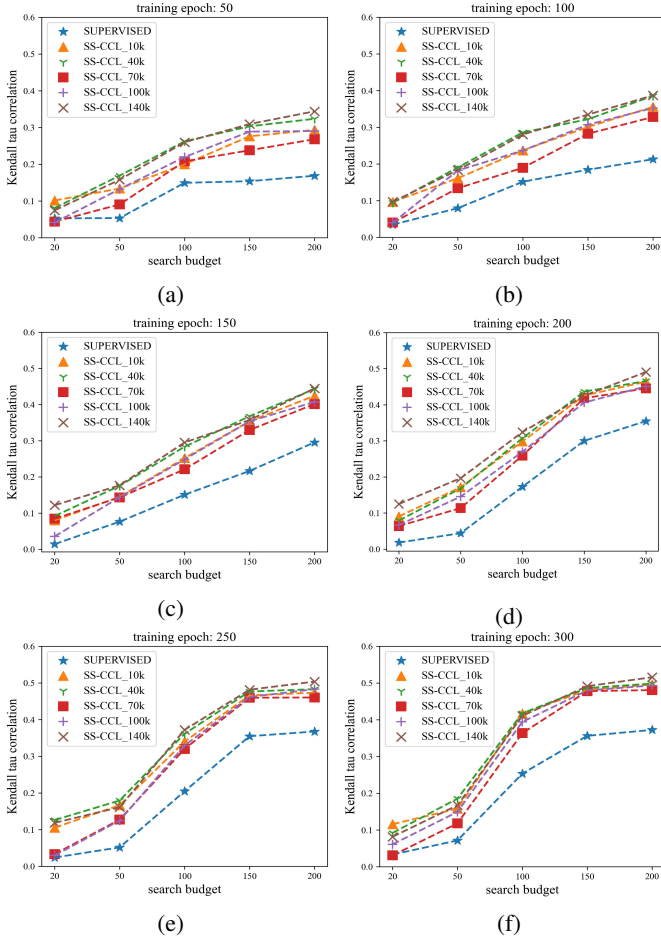 training epoch: 50
0.6
0.5
0.4
0.3
0.2
0.1
0.0
Kendall tau correlation
SUPERVISED
SS-CCL_10k
SS-CCL_40k
SS-CCL_70k
SS-CCL_100k
SS-CCL_140k
20 50 100 150 200
search budget
(a)
training epoch: 100
0.6
0.5
0.4
0.3
0.2
0.1
0.0
Kendall tau correlation
SUPERVISED
SS-CCL_10k
SS-CCL_40k
SS-CCL_70k
SS-CCL_100k
SS-CCL_140k
20 50 100 150 200
search budget
(b)
training epoch: 150
0.6
0.5
0.4
0.3
0.2
0.1
0.0
Kendall tau correlation
SUPERVISED
SS-CCL_10k
SS-CCL_40k
SS-CCL_70k
SS-CCL_100k
SS-CCL_140k
20 50 100 150 200
search budget
(c)
training epoch: 200
0.6
0.5
0.4
0.3
0.2
0.1
0.0
Kendall tau correlation
SUPERVISED
SS-CCL_10k
SS-CCL_40k
SS-CCL_70k
SS-CCL_100k
SS-CCL_140k
20 50 100 150 200
search budget
(d)
training epoch: 250
0.6
0.5
0.4
0.3
0.2
0.1
0.0
Kendall tau correlation
SUPERVISED
SS-CCL_10k
SS-CCL_40k
SS-CCL_70k
SS-CCL_100k
SS-CCL_140k
20 50 100 150 200
search budget
(e)
training epoch: 300
0.6
0.5
0.4
0.3
0.2
0.1
0.0
Kendall tau correlation
SUPERVISED
SS-CCL_10k
SS-CCL_40k
SS-CCL_70k
SS-CCL_100k
SS-CCL_140k
20 50 100 150 200
search budget
(f)